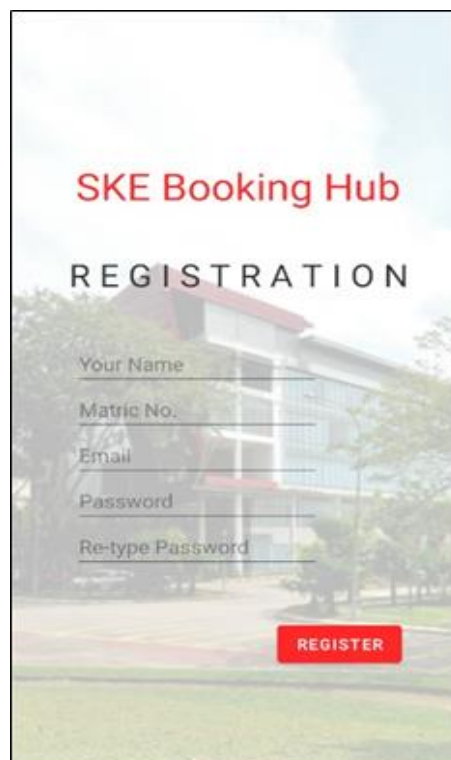 SKE Booking Hub
REGISTRATION
Your Name
Matric No.
Email
Password
Re-type Password
REGISTER